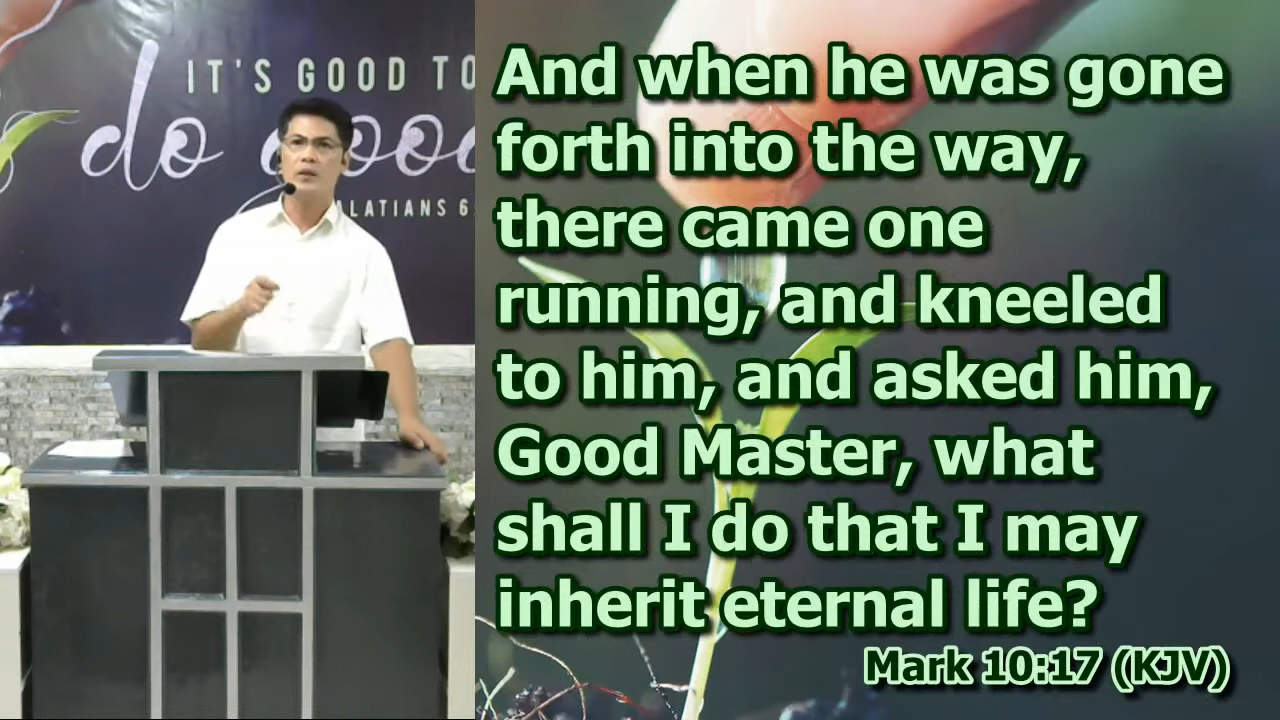 IT'S GOOD TO
do good
GALATIANS 6:
And when he was gone
forth into the way,
there came one
running, and kneeled
to him, and asked him,
Good Master, what
shall I do that I may
inherit eternal life?
Mark 10:17 (KJV)